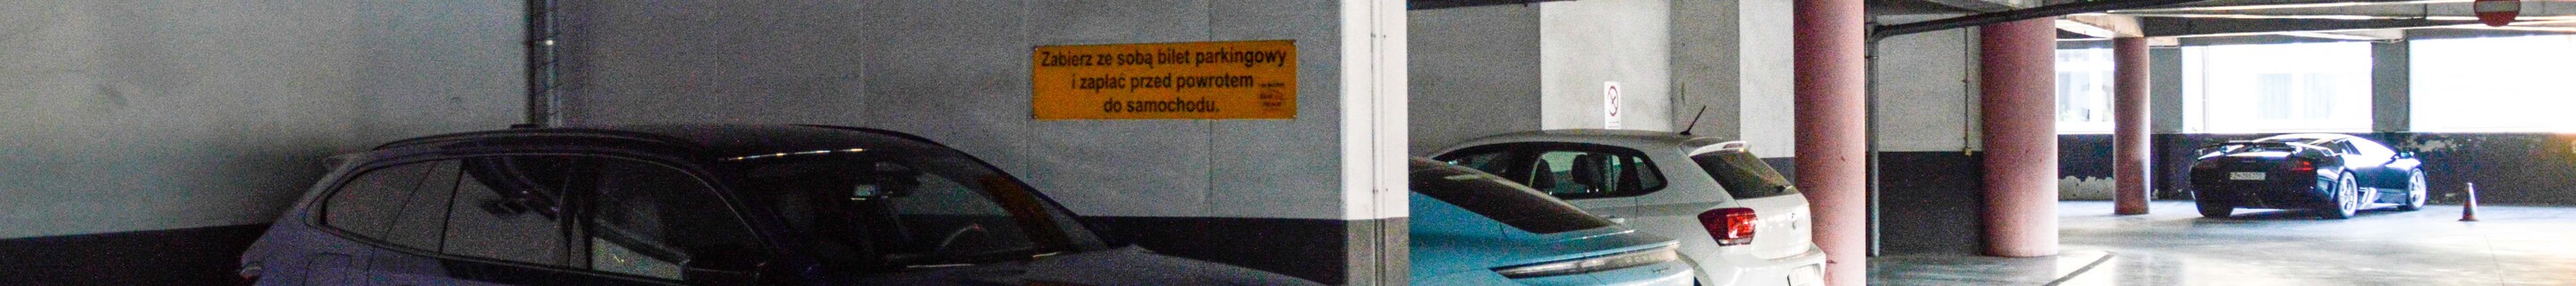 Zabierz ze sobą bilet parkingowy
i zapłać przed powrotem
do samochodu.